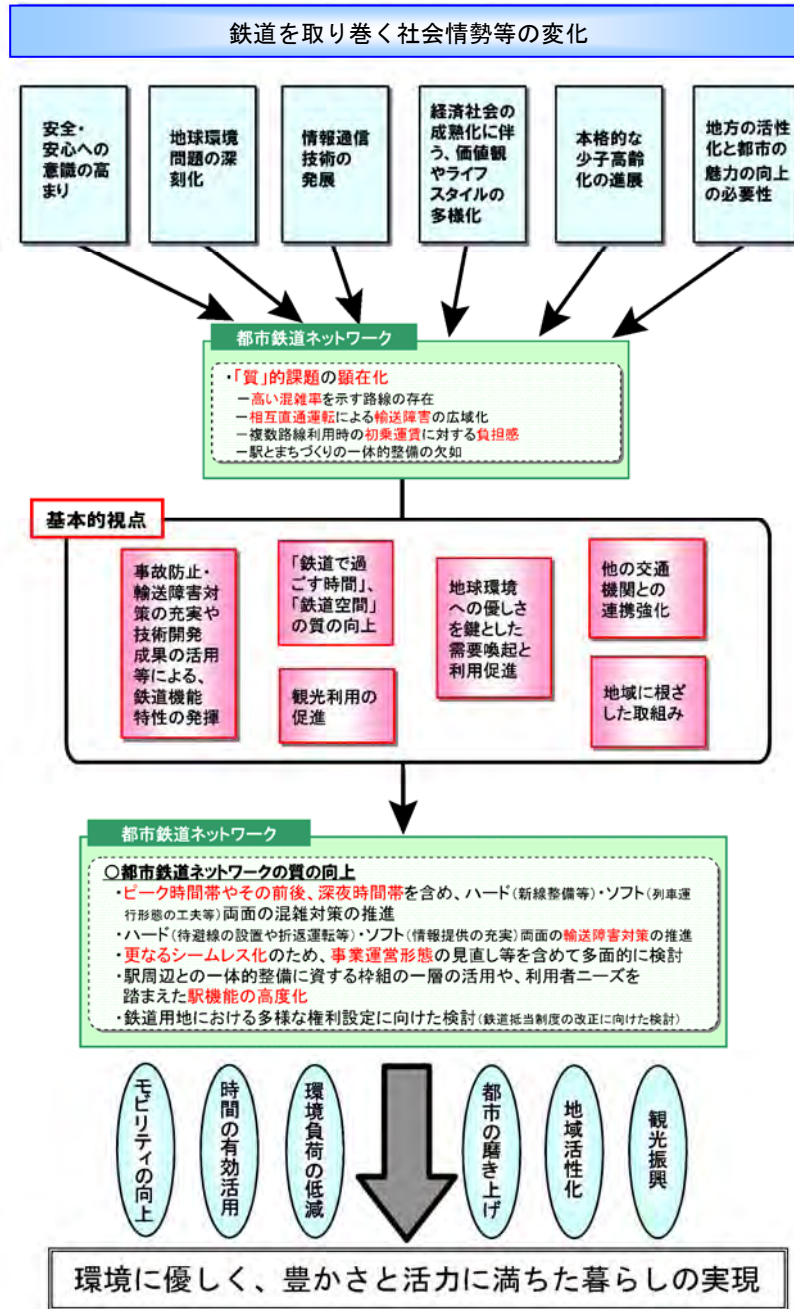 鉄道を取り巻く社会情勢等の変化
安全・
安心への
意識の高
まり
地球環境
問題の深
刻化
情報通信
技術の
発展
経済社会の
成熟化に伴
う、価値観
やライフ
スタイルの
多様化
本格的な
少子高齢
化の進展
地方の活性
化と都市の
魅力の向上
の必要性
都市鉄道ネットワーク
・「質」的課題の顕在化
－高い混雑率を示す路線の存在
－相互直通運転による輸送障害の広域化
－複数路線利用時の初乗運賃に対する負担感
－駅とまちづくりの一体的整備の欠如
基本的視点
事故防止・
輸送障害対
策の充実や
技術開発
成果の活用
等による、
鉄道機能
特性の発揮
「鉄道で過
ごす時間」、
「鉄道空間」
の質の向上
観光利用の
促進
地球環境
への優しさ
を鍵とした
需要喚起と
利用促進
他の交通
機関との
連携強化
地域に根ざ
した取組み
都市鉄道ネットワーク
○都市鉄道ネットワークの質の向上
・ピーク時間帯やその前後、深夜時間帯を含め、ハード（新線整備等）・ソフト（列車運
行形態の工夫等）両面の混雑対策の推進
・ハード（待避線の設置や折返運転等）・ソフト（情報提供の充実）両面の輸送障害対策の推進
・更なるシームレス化のため、事業運営形態の見直し等を含めて多面的に検討
・駅周辺との一体的整備に資する枠組の一層の活用や、利用者ニーズを
踏まえた駅機能の高度化
・鉄道用地における多様な権利設定に向けた検討（鉄道抵当制度の改正に向けた検討）
モビリティの向上
時間の有効活用
環境負荷の低減
都市の磨き上げ
地域活性化
観光振興
環境に優しく、豊かさと活力に満ちた暮らしの実現